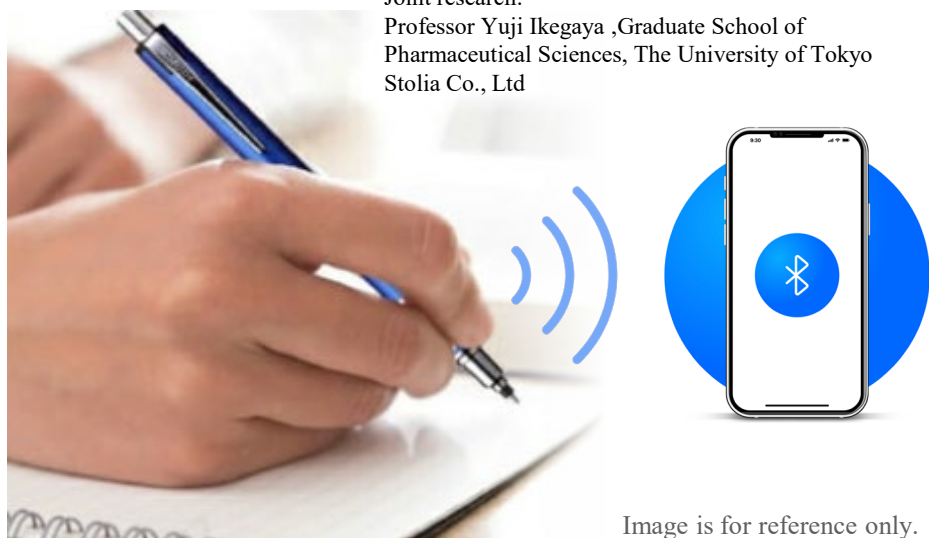 Joint research:
Professor Yuji Ikegaya ,Graduate School of
Pharmaceutical Sciences, The University of Tokyo
Stolia Co., Ltd
9:30
Image is for reference only.